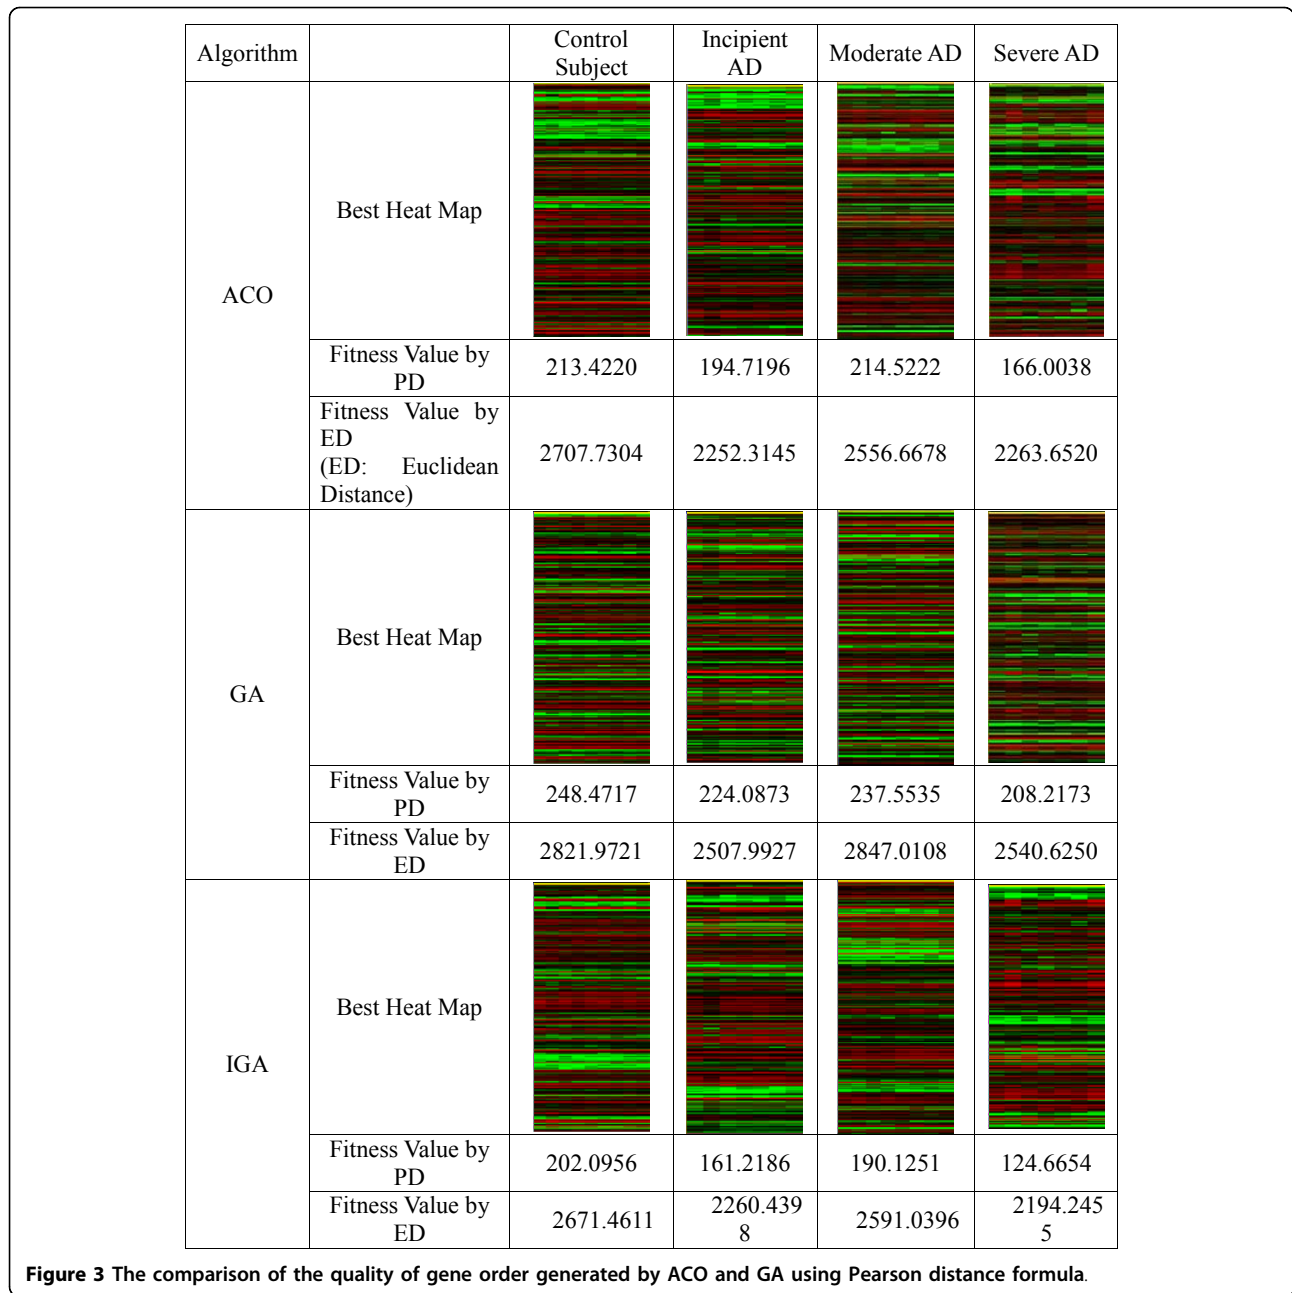 Algorithm
Control
Subject
Incipient
AD
Moderate AD
Severe AD
ACO
Best Heat Map
Fitness Value by
PD
213.4220
194.7196
214.5222
166.0038
Fitness Value by
ED
(ED: Euclidean
Distance)
2707.7304
2252.3145
2556.6678
2263.6520
GA
Best Heat Map
Fitness Value by
PD
248.4717
224.0873
237.5535
208.2173
Fitness Value by
ED
2821.9721
2507.9927
2847.0108
2540.6250
IGA
Best Heat Map
Fitness Value by
PD
202.0956
161.2186
190.1251
124.6654
Fitness Value by
ED
2671.4611
2260.439
8
2591.0396
2194.245
5
Figure 3 The comparison of the quality of gene order generated by ACO and GA using Pearson distance formula.